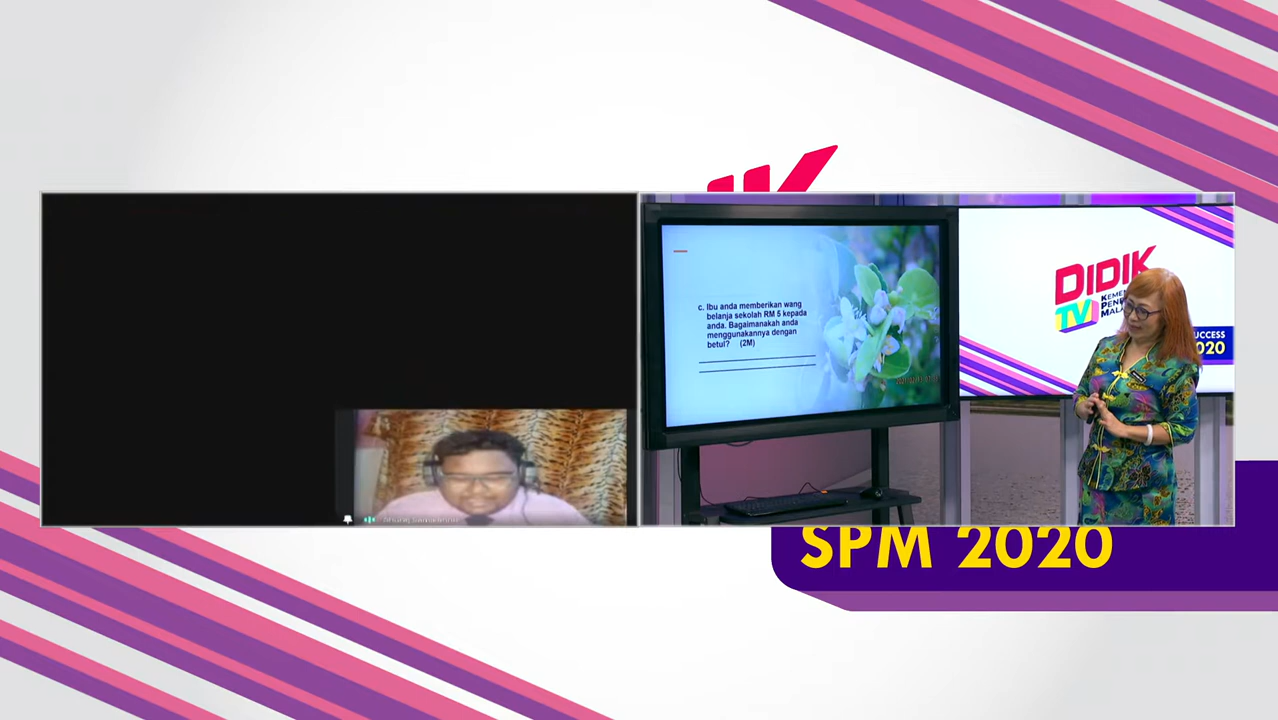 c. Ibu anda memberikan wang
belanja sekolah RM 5 kepada
anda. Bagaimanakah anda
menggunakannya dengan
betul? (2M)
DIDIK
TV
SUCCESS
2020
SPM 2020